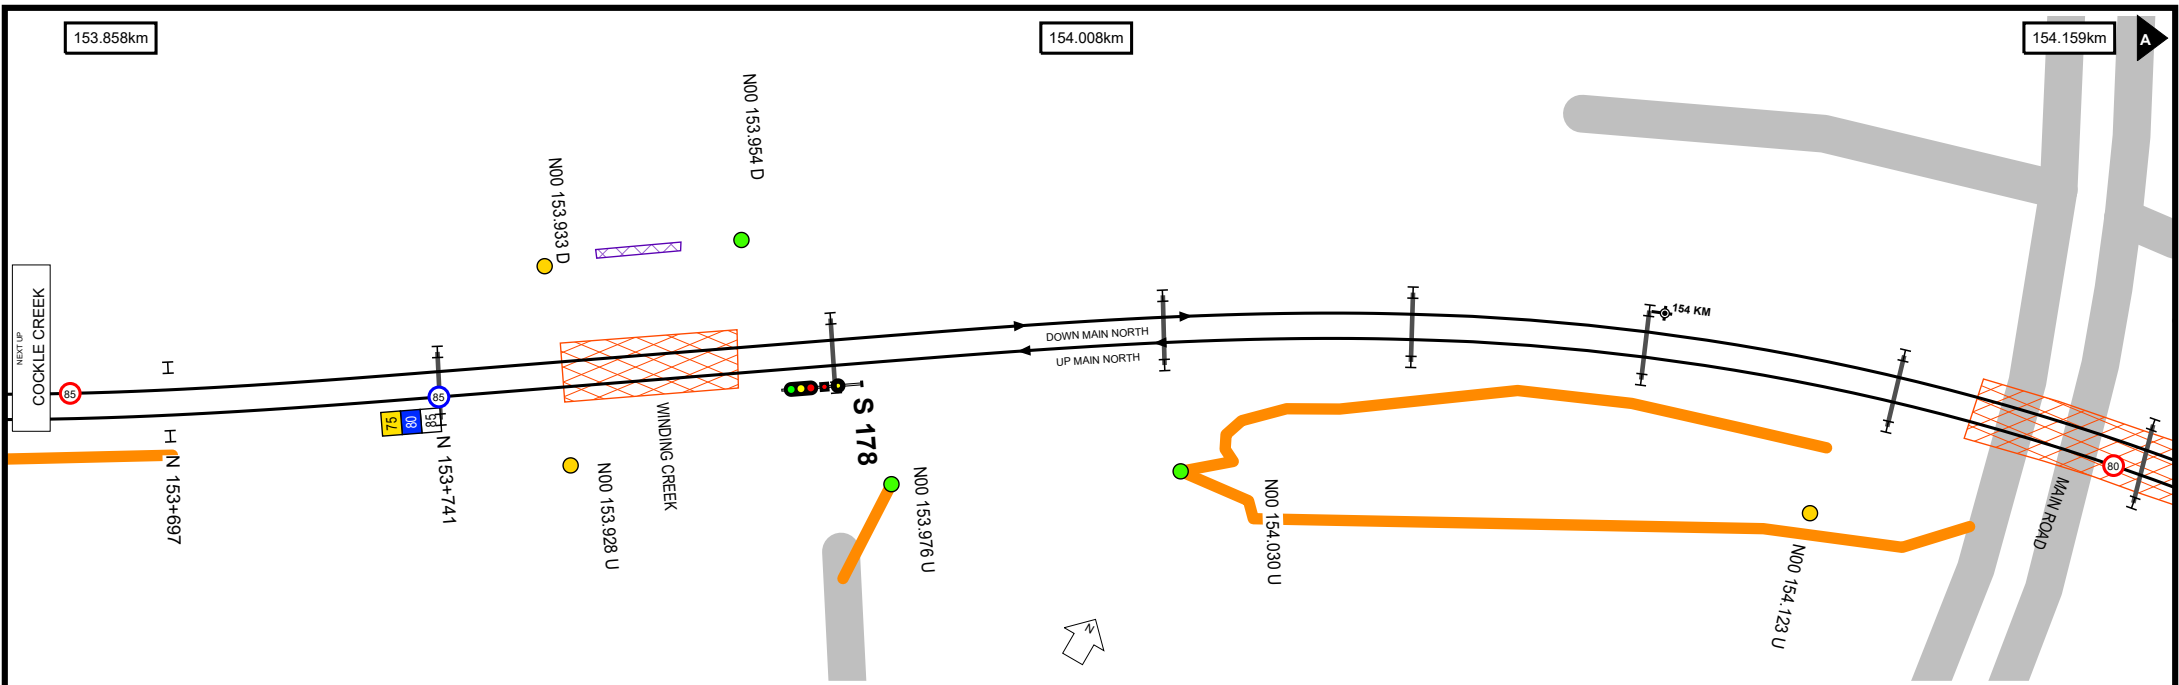 153.858km
154.008km
154.159km
A
N00 153.954 D
N00 153.933 D
NEXT UP
COCKLE CREEK
85
154 KM
DOWN MAIN NORTH
UP MAIN NORTH
85
75
80
85
S 178
WINDING CREEK
N 153+697
N 153+741
N00 153.928 U
N00 153.976 U
N00 154.030 U
N00 154.123 U
MAIN ROAD
80
N